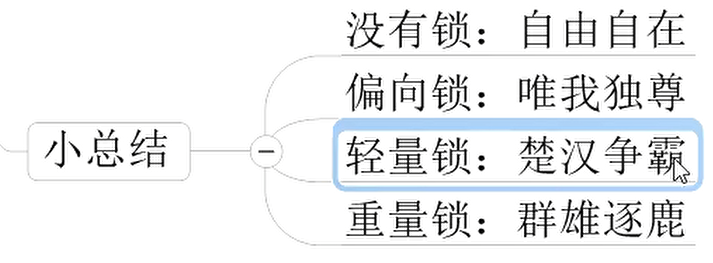 没有锁：自由自在
偏向锁：唯我独尊
小总结
轻量锁：楚汉争霸
重量锁：群雄逐鹿